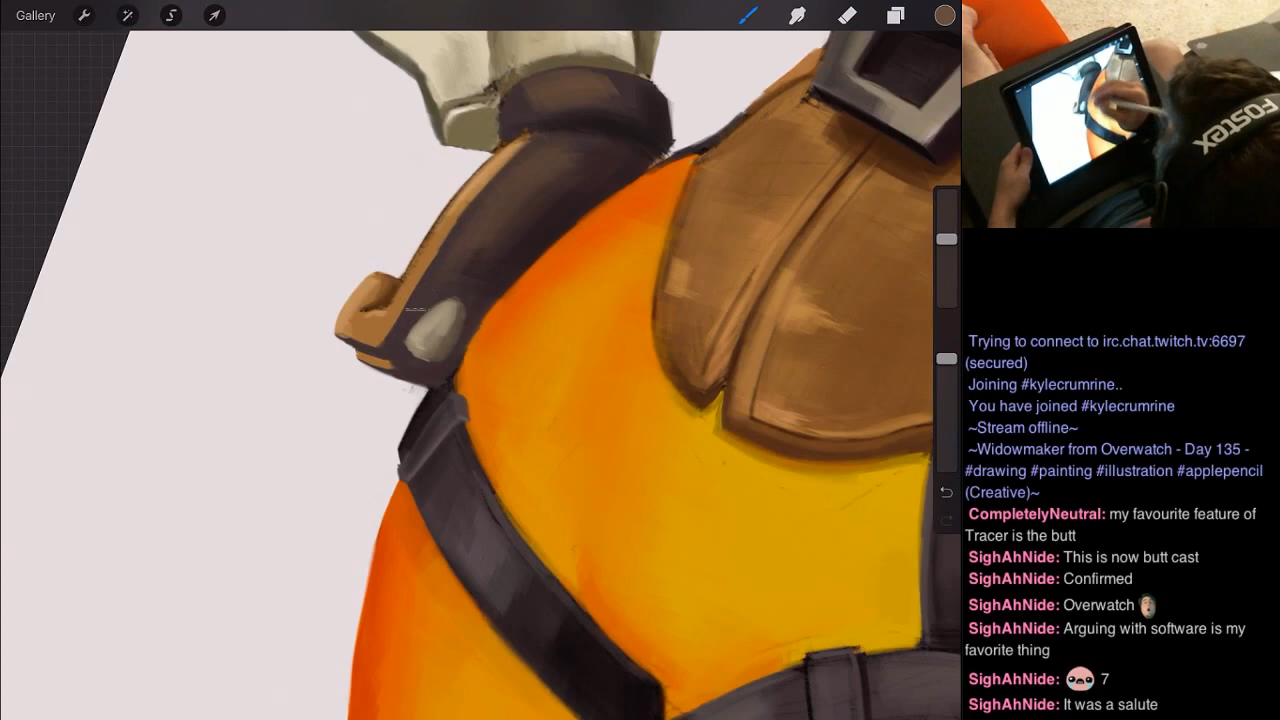 Gallery
FOSTEX
Trying to connect to irc.chat.twitch.tv:6697
(secured)
Joining #kylecrumrine..
You have joined #kylecrumrine
~Stream offline~
~Widowmaker from Overwatch - Day 135 -
#drawing #painting #illustration #applepencil
(Creative)~
CompletelyNeutral: my favourite feature of
Tracer is the butt
SighAhNide: This is now butt cast
SighAhNide: Confirmed
SighAhNide: Overwatch
SighAhNide: Arguing with software is my
favorite thing
SighAhNide: 7
SighAhNide: It was a salute